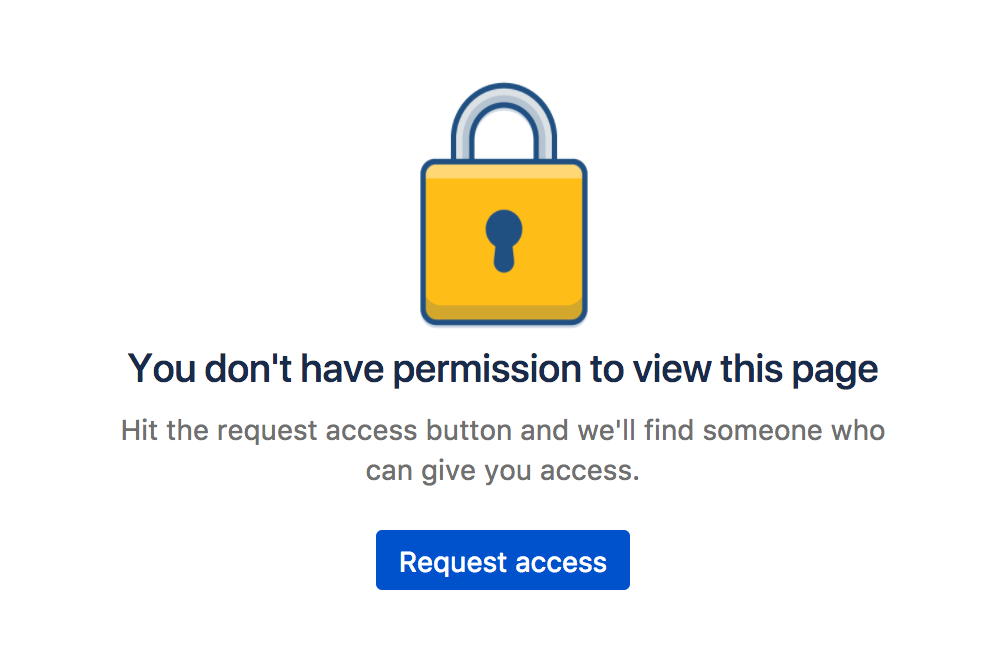 You don't have permission to view this page
Hit the request access button and we'll find someone who
can give you access.
Request access